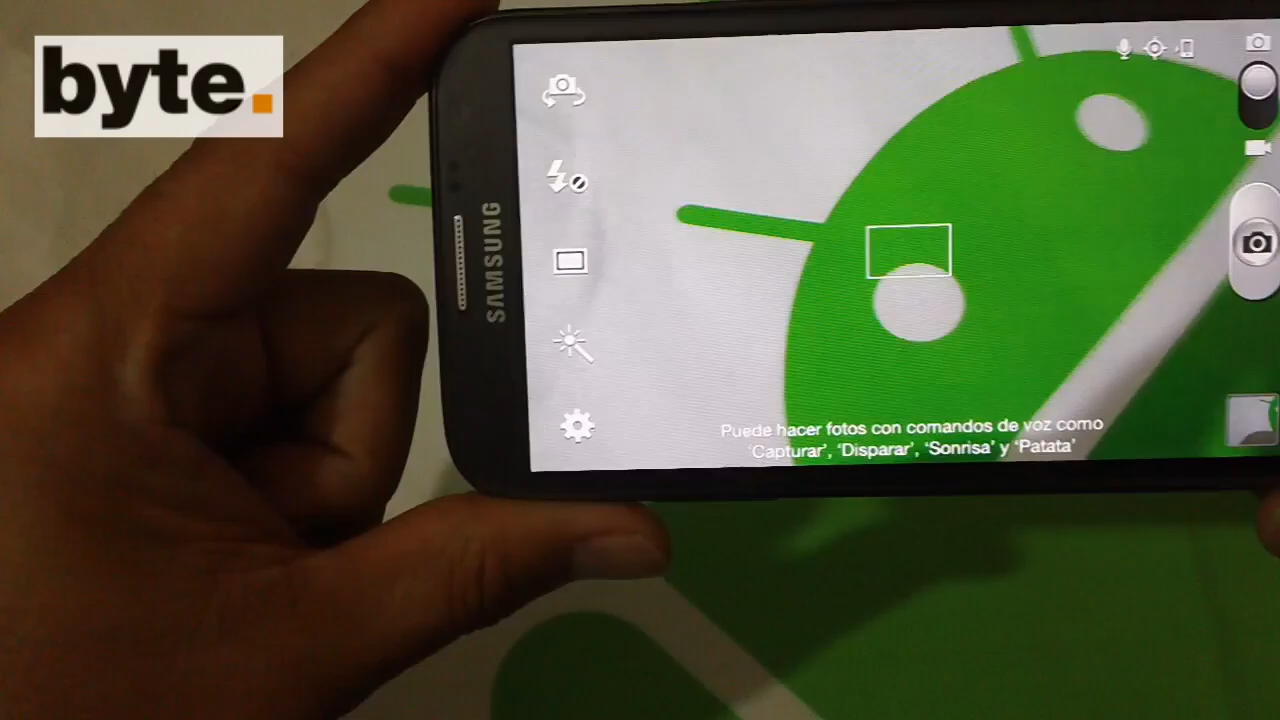 byte.
SAMSUNG
Puede hacer fotos con comandos de voz como
'Capturar', 'Disparar', 'Sonrisa' y 'Patata'